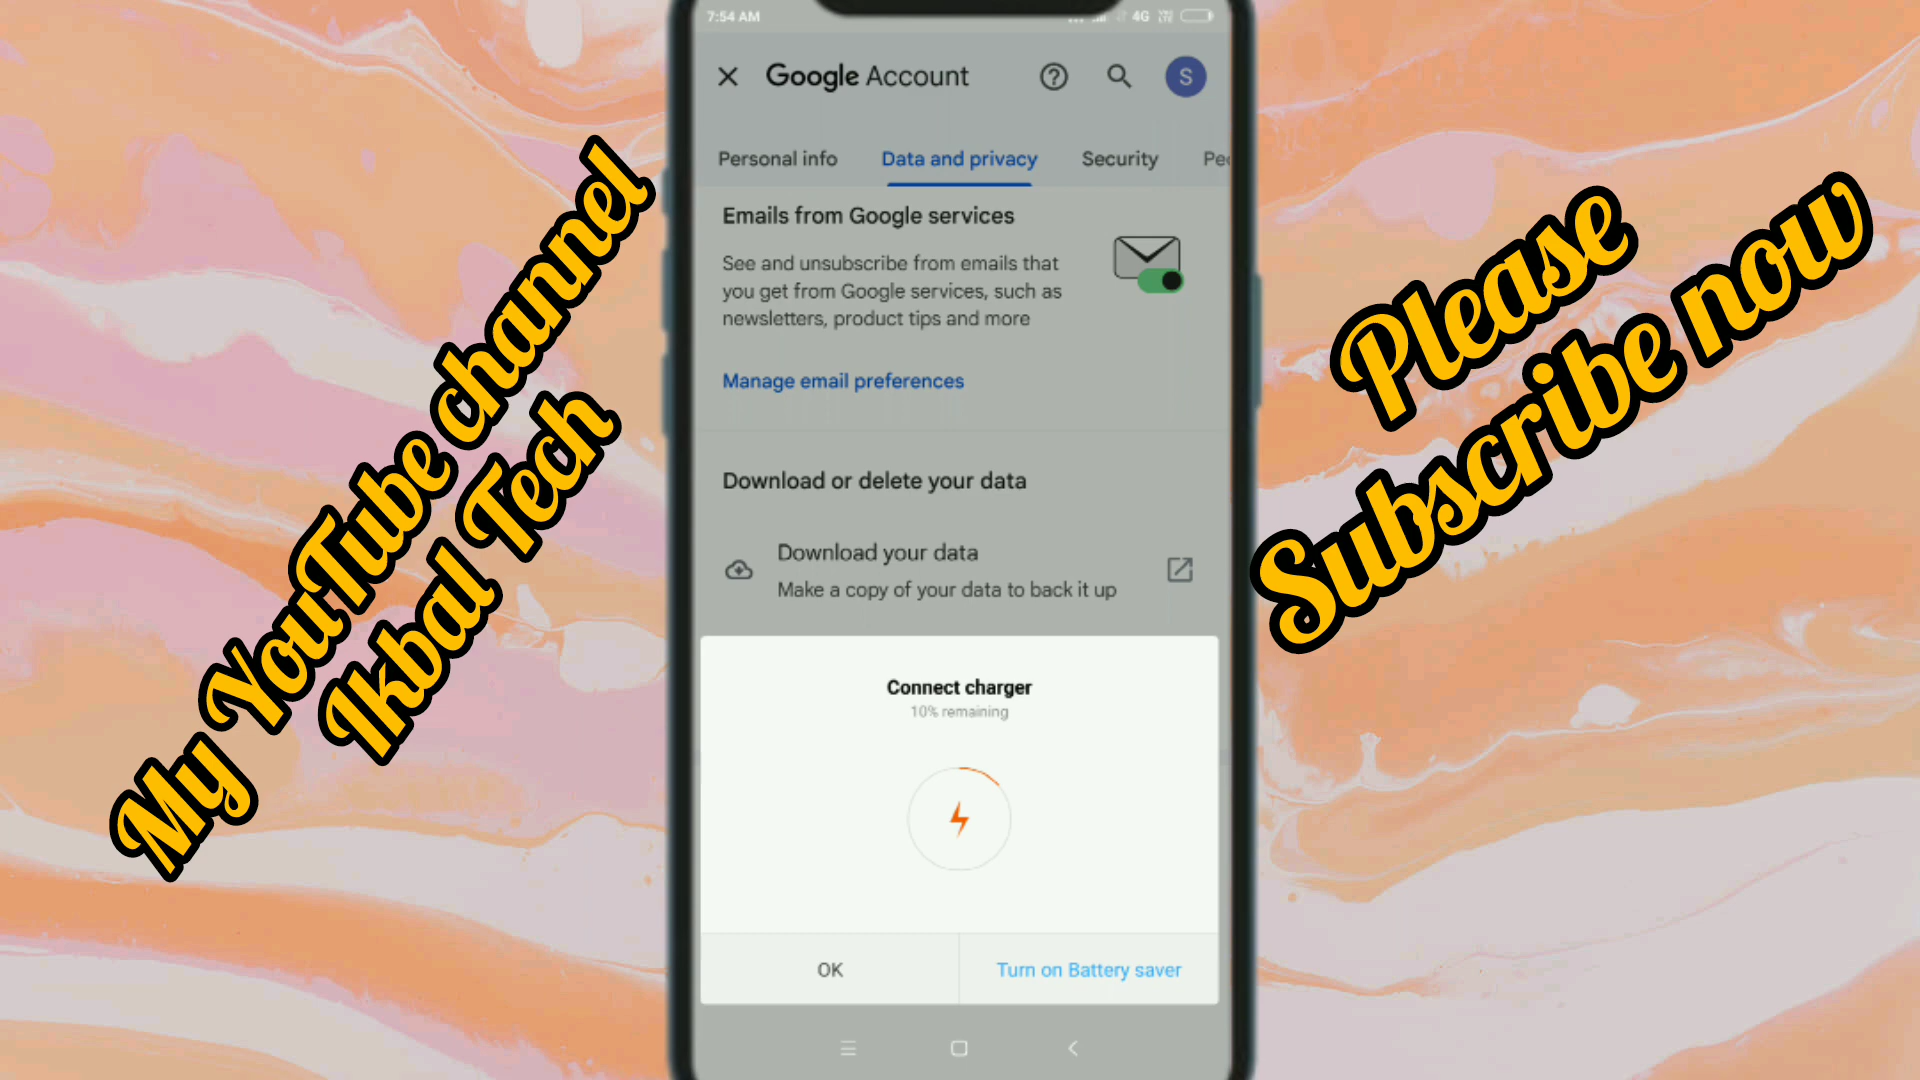 7:54 AM
4G
Google Account
S
Personal info
Data and privacy
Security
Emails from Google services
See and unsubscribe from emails that
you get from Google services, such as
newsletters, product tips and more
Manage email preferences
Download or delete your data
Download your data
Make a copy of your data to back it up
Connect charger
10% remaining
OK
Turn on Battery saver
My YouTube channel
Ikbal Tech
Please
Subscribe now